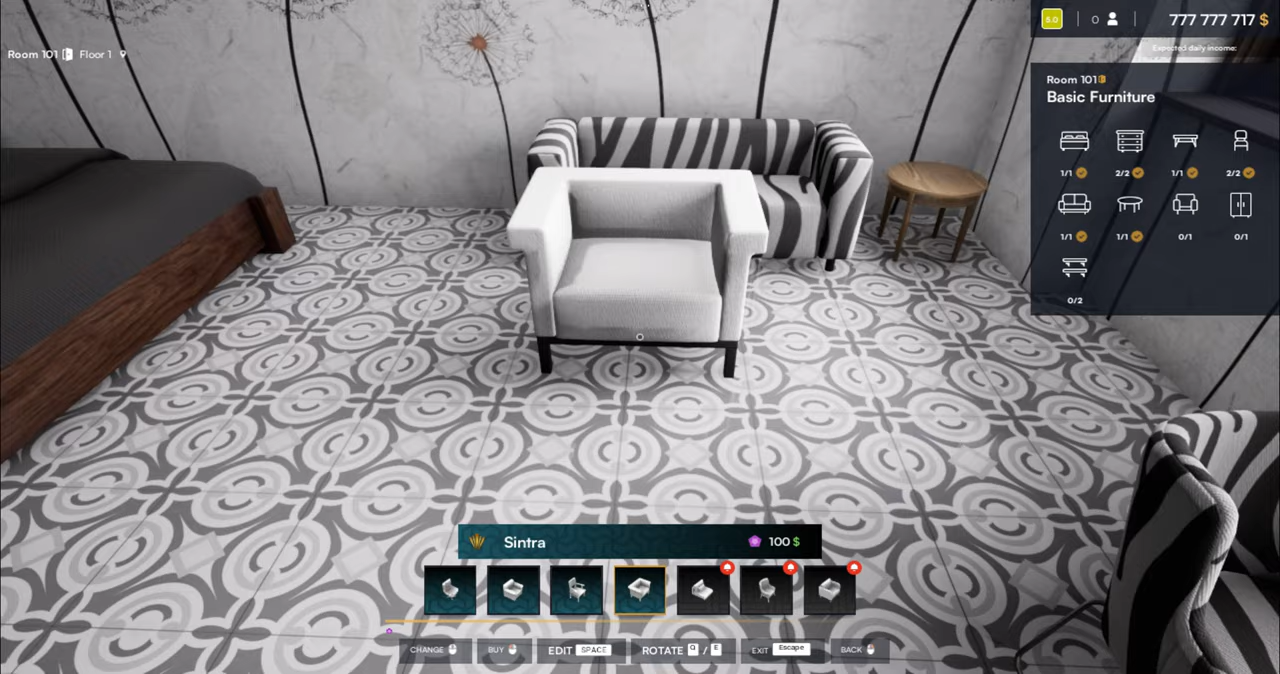 5.0 0 777 777 717 $
Expected daily income:
Room 101 Floor 1
Room 101
Basic Furniture
1/1 2/2 1/1 2/2
1/1 1/1 0/1 0/1
0/2
Sintra 100 $
CHANGE BUY EDIT SPACE ROTATE Q / E EXIT Escape BACK